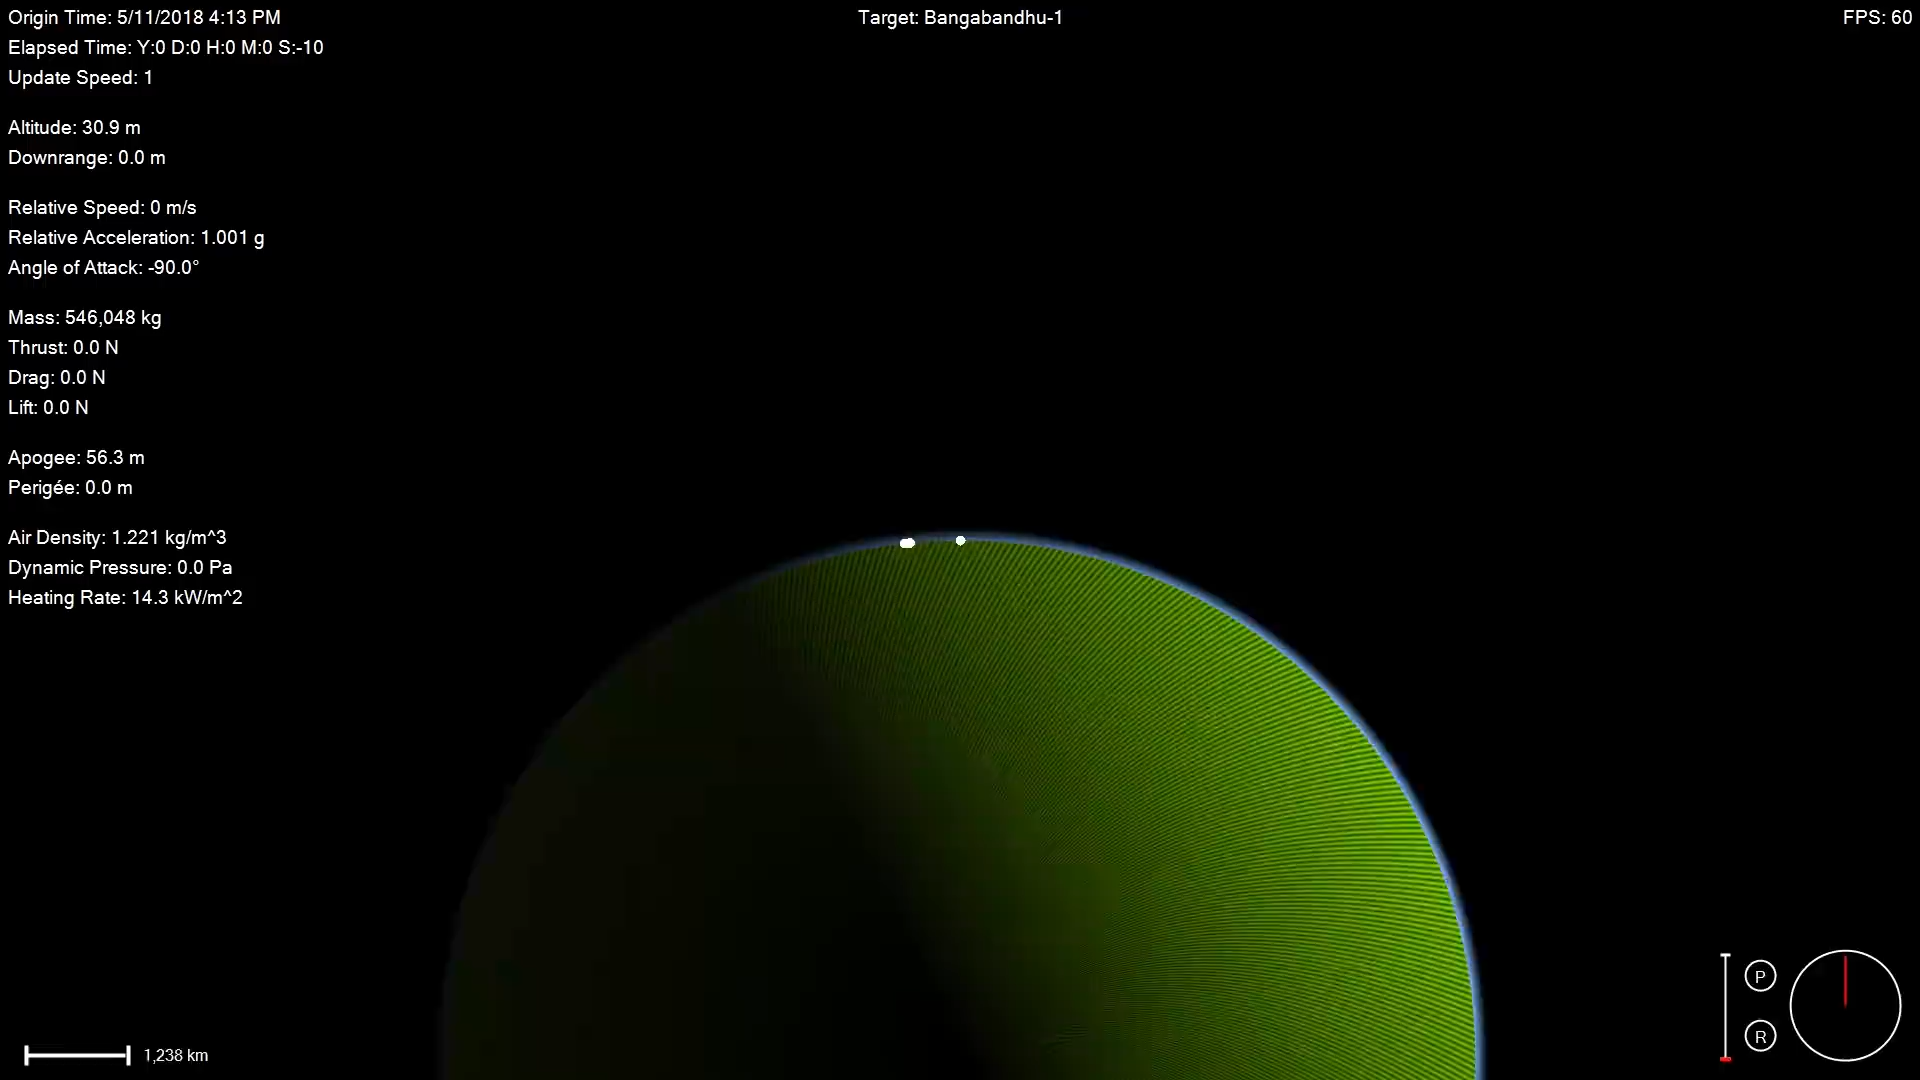 Origin Time: 5/11/2018 4:13 PM
Elapsed Time: Y:0 D:0 H:0 M:0 S:-10
Update Speed: 1
Target: Bangabandhu-1
FPS: 60
Altitude: 30.9 m
Downrange: 0.0 m
Relative Speed: 0 m/s
Relative Acceleration: 1.001 g
Angle of Attack: -90.0°
Mass: 546,048 kg
Thrust: 0.0 N
Drag: 0.0 N
Lift: 0.0 N
Apogee: 56.3 m
Perigée: 0.0 m
Air Density: 1.221 kg/m^3
Dynamic Pressure: 0.0 Pa
Heating Rate: 14.3 kW/m^2
P
R
1,238 km